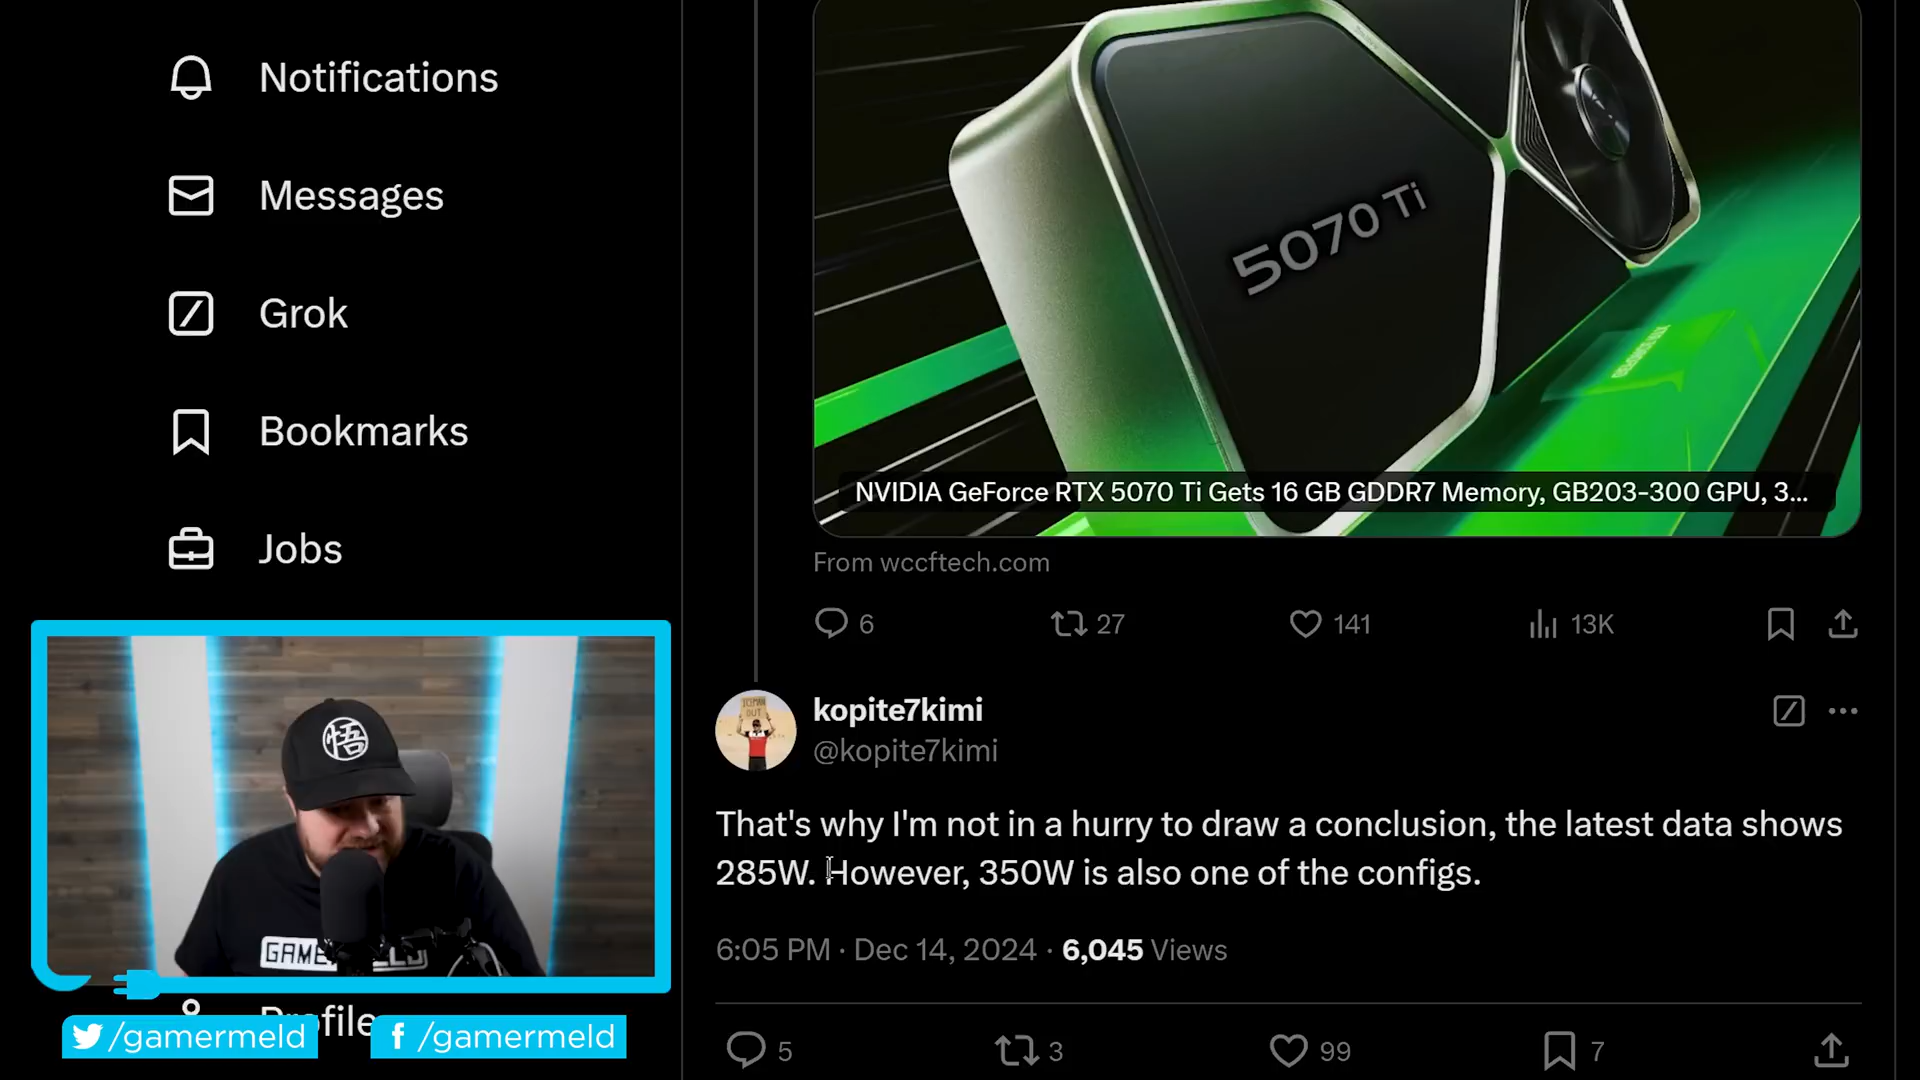 Notifications
Messages
Grok
Bookmarks
Jobs
Profile
5070 Ti
NVIDIA GeForce RTX 5070 Ti Gets 16 GB GDDR7 Memory, GB203-300 GPU, 3...
From wccftech.com
6 27 141 13K
kopite7kimi
@kopite7kimi
That's why I'm not in a hurry to draw a conclusion, the latest data shows
285W. However, 350W is also one of the configs.
6:05 PM · Dec 14, 2024 · 6,045 Views
5 3 99 7
悟
/gamermeld
/gamermeld